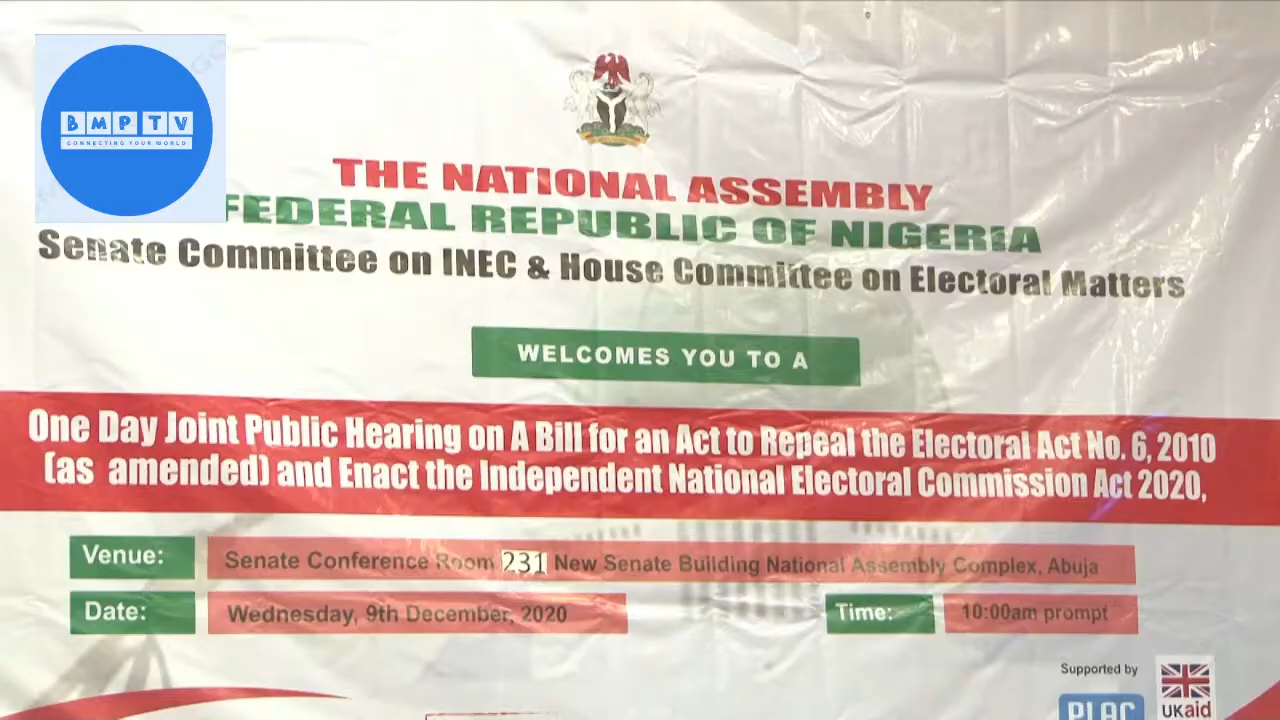 BMPTV
CONNECTING YOUR WORLD
THE NATIONAL ASSEMBLY
FEDERAL REPUBLIC OF NIGERIA
Senate Committee on INEC & House Committee on Electoral Matters
WELCOMES YOU TO A
One Day Joint Public Hearing on A Bill for an Act to Repeal the Electoral Act No. 6, 2010
(as amended) and Enact the Independent National Electoral Commission Act 2020,
Venue: Senate Conference Room 231 New Senate Building National Assembly Complex, Abuja
Date: Wednesday, 9th December, 2020 Time: 10:00am prompt
Supported by
PLAC UKaid